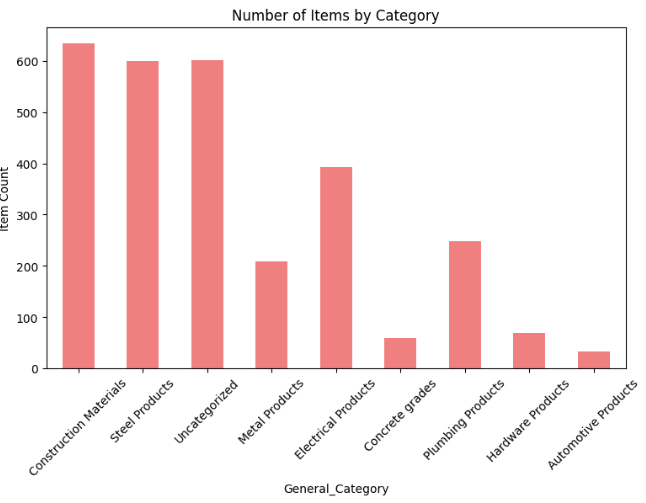 Number of Items by Category
Item Count
600
500
400
300
200
100
0
Construction Materials
Steel Products
Uncategorized
Metal Products
Electrical Products
Concrete grades
Plumbing Products
Hardware Products
Automotive Products
General_Category